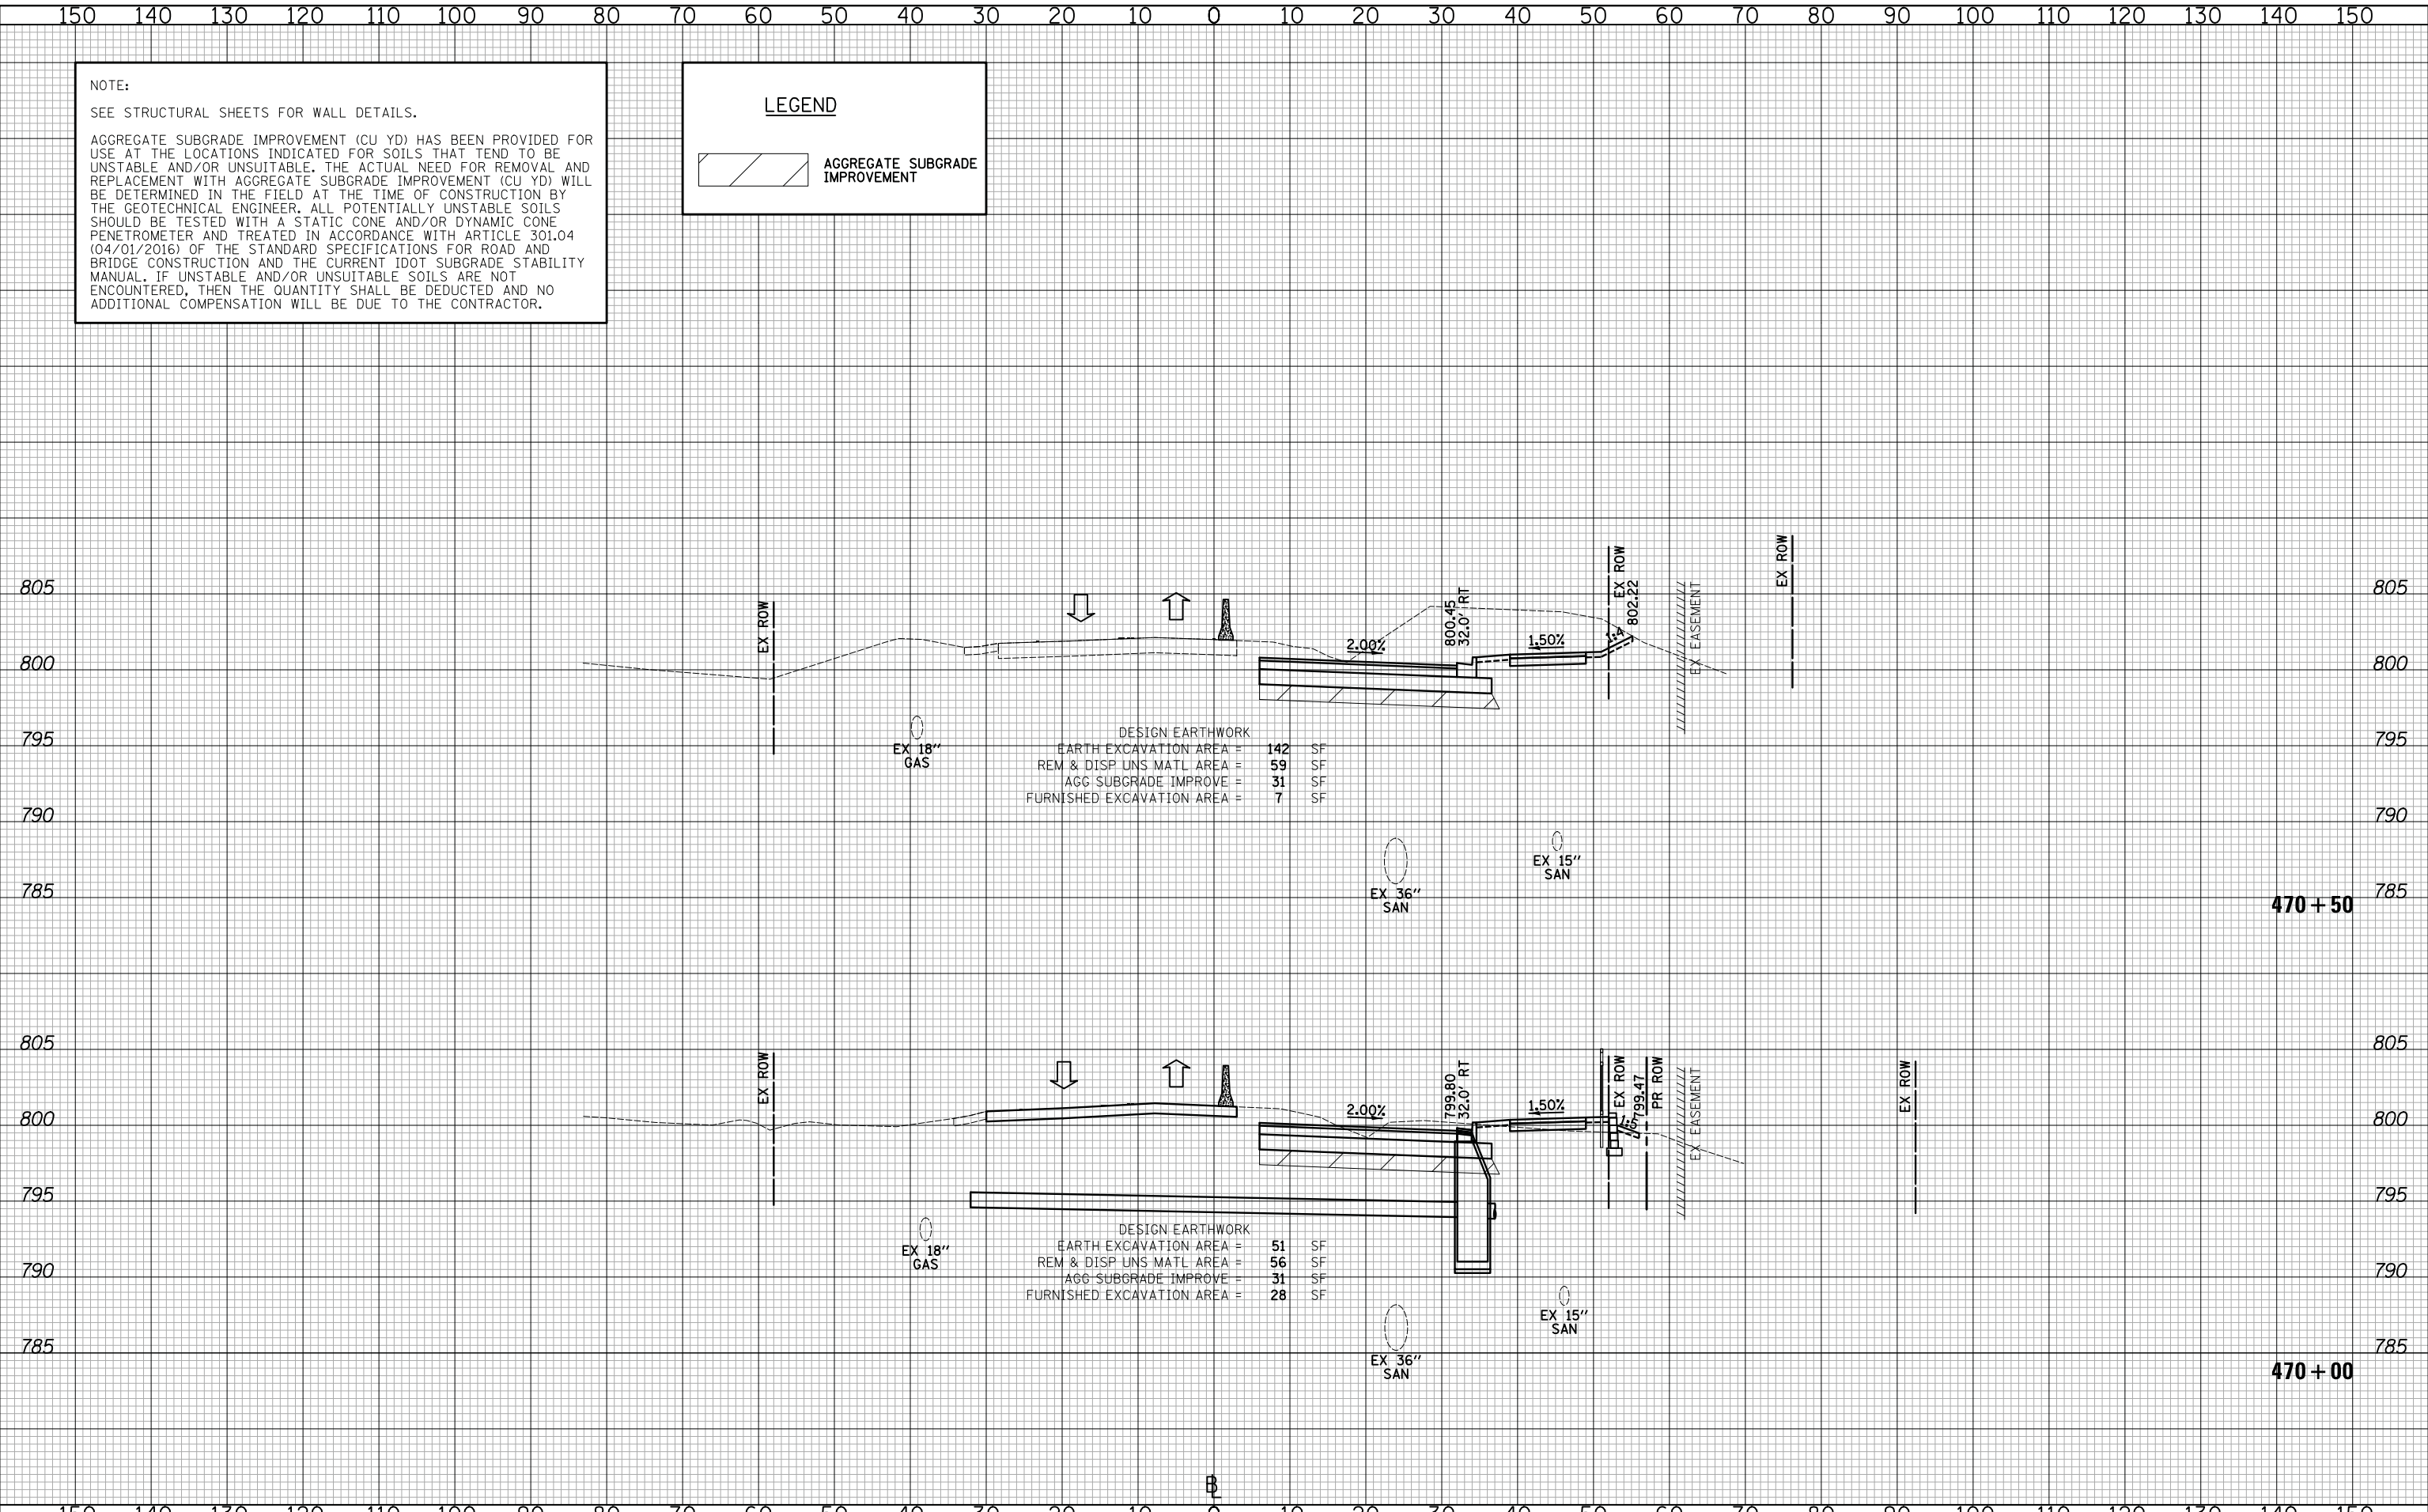 150 140 130 120 110 100 90 80 70 60 50 40 30 20 10 0 10 20 30 40 50 60 70 80 90 100 110 120 130 140 150
NOTE:
SEE STRUCTURAL SHEETS FOR WALL DETAILS.
AGGREGATE SUBGRADE IMPROVEMENT (CU YD) HAS BEEN PROVIDED FOR
USE AT THE LOCATIONS INDICATED FOR SOILS THAT TEND TO BE
UNSTABLE AND/OR UNSUITABLE. THE ACTUAL NEED FOR REMOVAL AND
REPLACEMENT WITH AGGREGATE SUBGRADE IMPROVEMENT (CU YD) WILL
BE DETERMINED IN THE FIELD AT THE TIME OF CONSTRUCTION BY
THE GEOTECHNICAL ENGINEER. ALL POTENTIALLY UNSTABLE SOILS
SHOULD BE TESTED WITH A STATIC CONE AND/OR DYNAMIC CONE
PENETROMETER AND TREATED IN ACCORDANCE WITH ARTICLE 301.04
(04/01/2016) OF THE STANDARD SPECIFICATIONS FOR ROAD AND
BRIDGE CONSTRUCTION AND THE CURRENT IDOT SUBGRADE STABILITY
MANUAL. IF UNSTABLE AND/OR UNSUITABLE SOILS ARE NOT
ENCOUNTERED, THEN THE QUANTITY SHALL BE DEDUCTED AND NO
ADDITIONAL COMPENSATION WILL BE DUE TO THE CONTRACTOR.
LEGEND
AGGREGATE SUBGRADE
IMPROVEMENT
805
800
795
790
785
EX ROW
2.00%
800.45
32.0' RT
1.50%
1:4
EX ROW
802.22
EX EASEMENT
EX ROW
805
800
795
790
785
EX 18"
GAS
DESIGN EARTHWORK
EARTH EXCAVATION AREA = 142 SF
REM & DISP UNS MATL AREA = 59 SF
AGG SUBGRADE IMPROVE = 31 SF
FURNISHED EXCAVATION AREA = 7 SF
EX 36"
SAN
EX 15"
SAN
470+50
805
800
795
790
785
EX ROW
2.00%
799.80
32.0' RT
1.50%
EX ROW
799.47
PR ROW
EX EASEMENT
EX ROW
805
800
795
790
785
EX 18"
GAS
DESIGN EARTHWORK
EARTH EXCAVATION AREA = 51 SF
REM & DISP UNS MATL AREA = 56 SF
AGG SUBGRADE IMPROVE = 31 SF
FURNISHED EXCAVATION AREA = 28 SF
EX 36"
SAN
EX 15"
SAN
470+00
BL
150 140 130 120 110 100 90 80 70 60 50 40 30 20 10 0 10 20 30 40 50 60 70 80 90 100 110 120 130 140 150